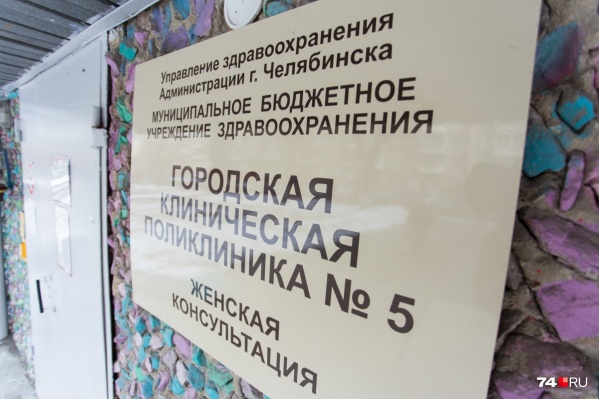 Управление здравоохранения
Администрации г. Челябинска
МУНИЦИПАЛЬНОЕ БЮДЖЕТНОЕ
УЧРЕЖДЕНИЕ ЗДРАВООХРАНЕНИЯ
ГОРОДСКАЯ
КЛИНИЧЕСКАЯ
ПОЛИКЛИНИКА № 5
ЖЕНСКАЯ
КОНСУЛЬТАЦИЯ
74.RU